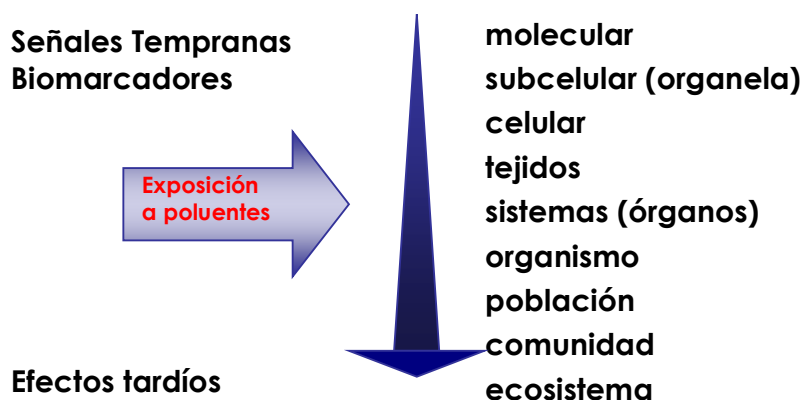 Señales Tempranas
Biomarcadores
Exposición
a poluentes
Efectos tardíos
molecular
subcelular (organela)
celular
tejidos
sistemas (órganos)
organismo
población
comunidad
ecosistema